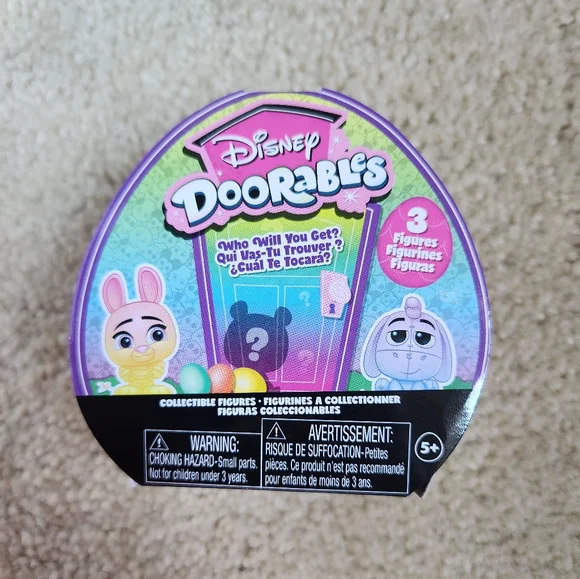 Disney
DOORABLES
Who Will You Get?
Qui Vas-Tu Trouver ?
¿Cuál Te Tocará?
3
Figures
Figurines
Figuras
?
COLLECTIBLE FIGURES · FIGURINES A COLLECTIONNER
FIGURAS COLECCIONABLES
WARNING:
CHOKING HAZARD-Small parts.
Not for children under 3 years.
AVERTISSEMENT:
RISQUE DE SUFFOCATION-Petites
pièces. Ce produit n'est pas recommandé
pour enfants de moins de 3 ans.
5+